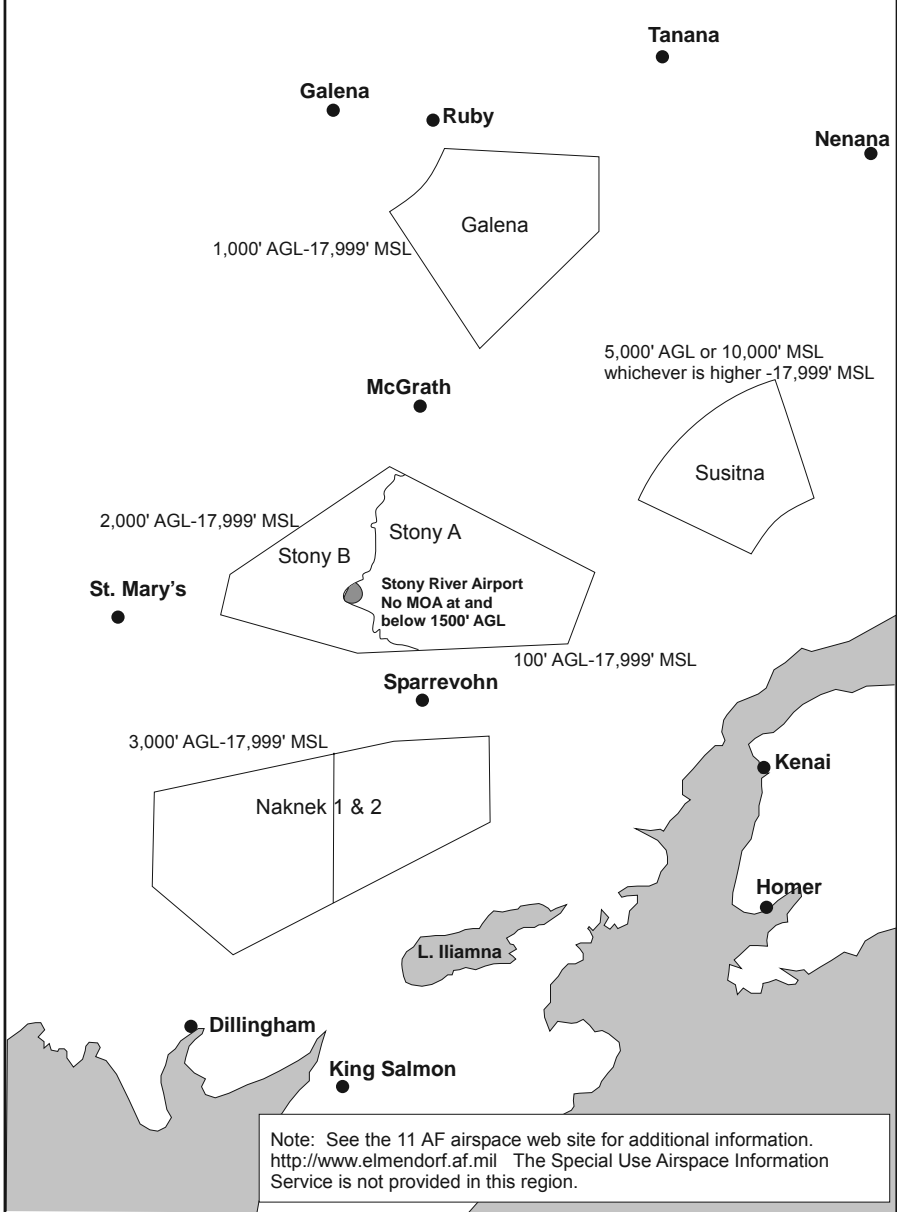 Tanana
Galena
Ruby
Nenana
Galena
1,000' AGL-17,999' MSL
5,000' AGL or 10,000' MSL
whichever is higher -17,999' MSL
McGrath
Susitna
2,000' AGL-17,999' MSL
Stony A
Stony B
St. Mary's
Stony River Airport
No MOA at and
below 1500' AGL
100' AGL-17,999' MSL
Sparrevohn
3,000' AGL-17,999' MSL
Kenai
Naknek 1 & 2
Homer
L. Iliamna
Dillingham
King Salmon
Note: See the 11 AF airspace web site for additional information.
http://www.elmendorf.af.mil The Special Use Airspace Information
Service is not provided in this region.